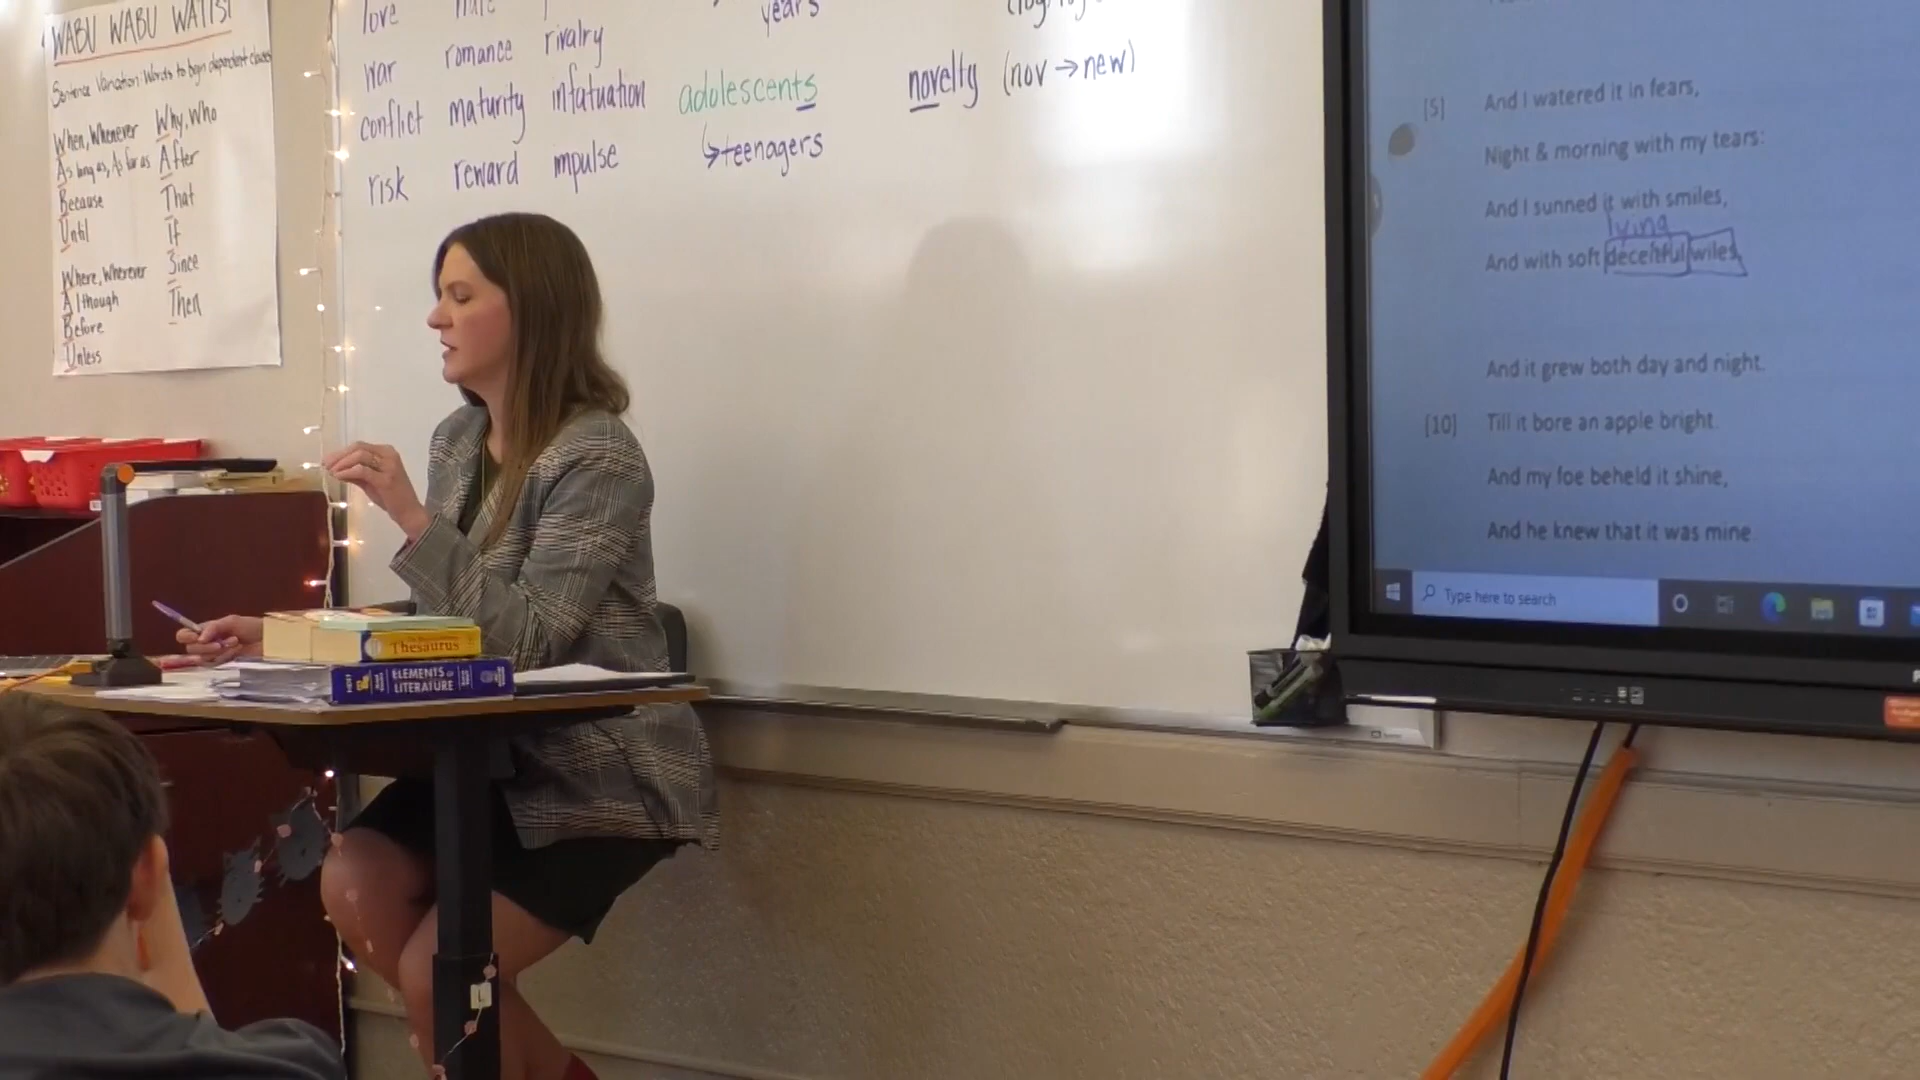 WABU WABU WATIST
Sentence Variation: Words to begin dependent clauses
When, Whenever
As long as, As far as
Because
Until
Where, Wherever
Although
Before
Unless
Why, Who
After
That
If
Since
Then
love hate
war romance rivalry
conflict maturity infatuation
risk reward impulse
years
adolescents
↳teenagers
novelty (nov → new)
[5] And I watered it in fears,
Night & morning with my tears:
And I sunned it with smiles,
lying
And with soft deceitful wiles,
And it grew both day and night.
[10] Till it bore an apple bright.
And my foe beheld it shine,
And he knew that it was mine
Type here to search
Thesaurus
ELEMENTS of
LITERATURE
HOLT